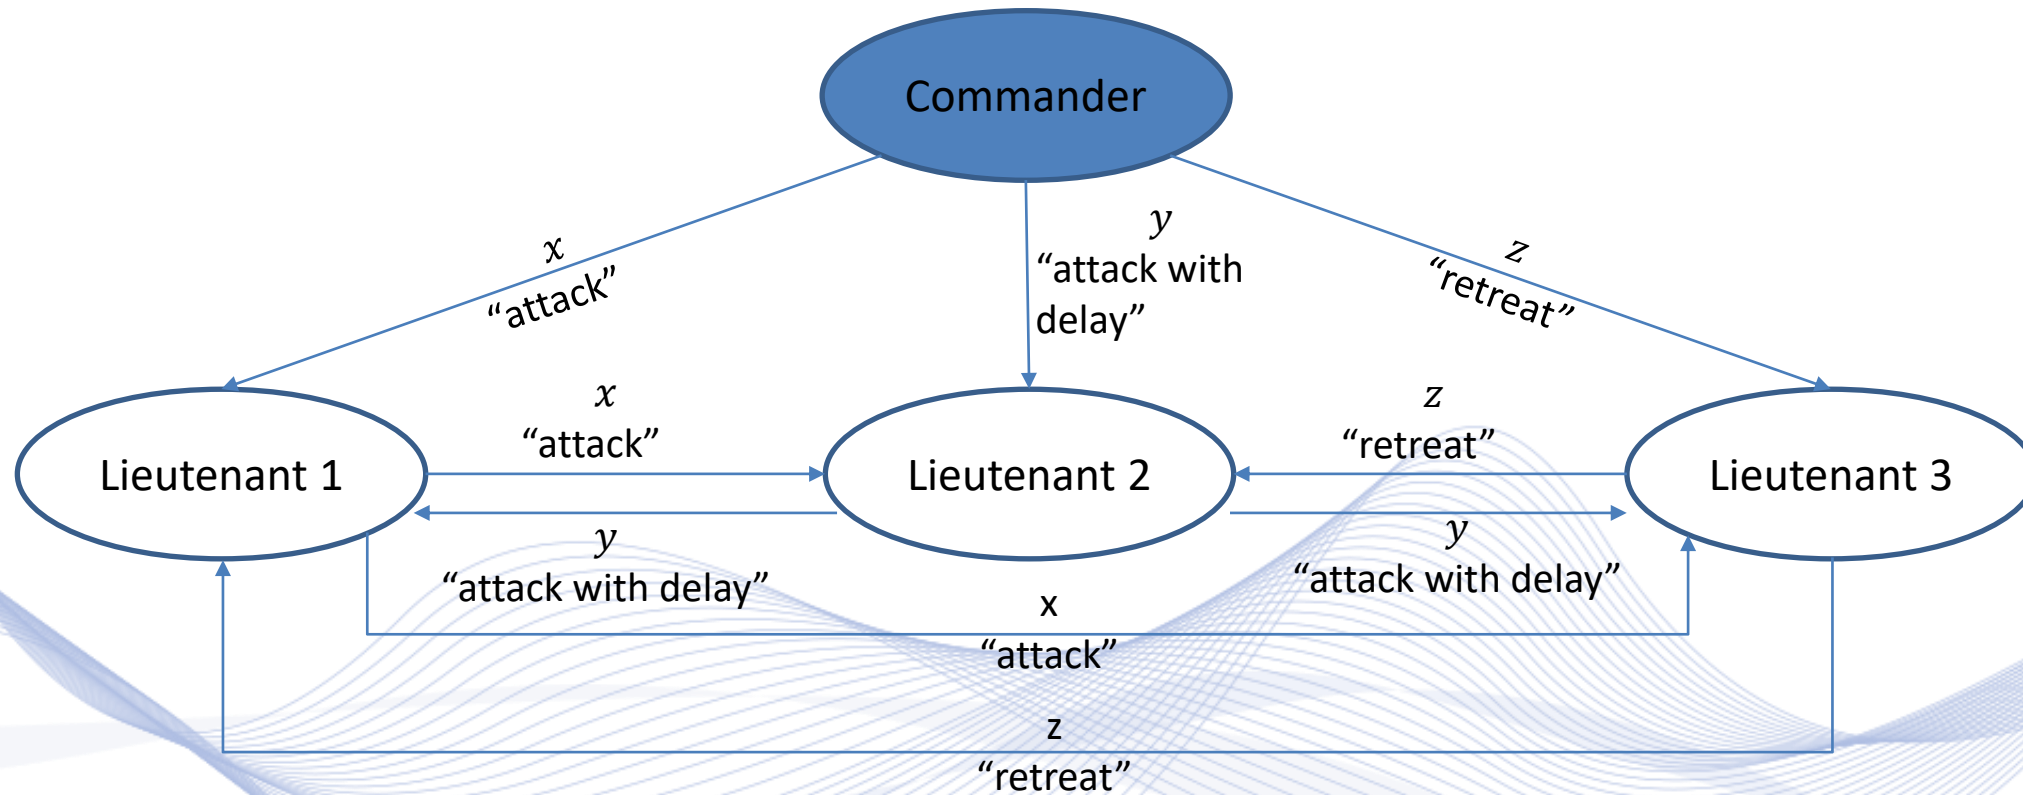 Commander
x
“attack”
y
“attack with
delay”
z
“retreat”
x
“attack”
z
“retreat”
Lieutenant 1
Lieutenant 2
Lieutenant 3
y
“attack with delay”
y
“attack with delay”
x
“attack”
z
“retreat”